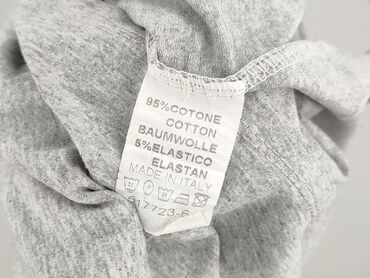 95%COTONE
COTTON
BAUMWOLLE
5%ELASTICO
ELASTAN
MADE IN ITALY